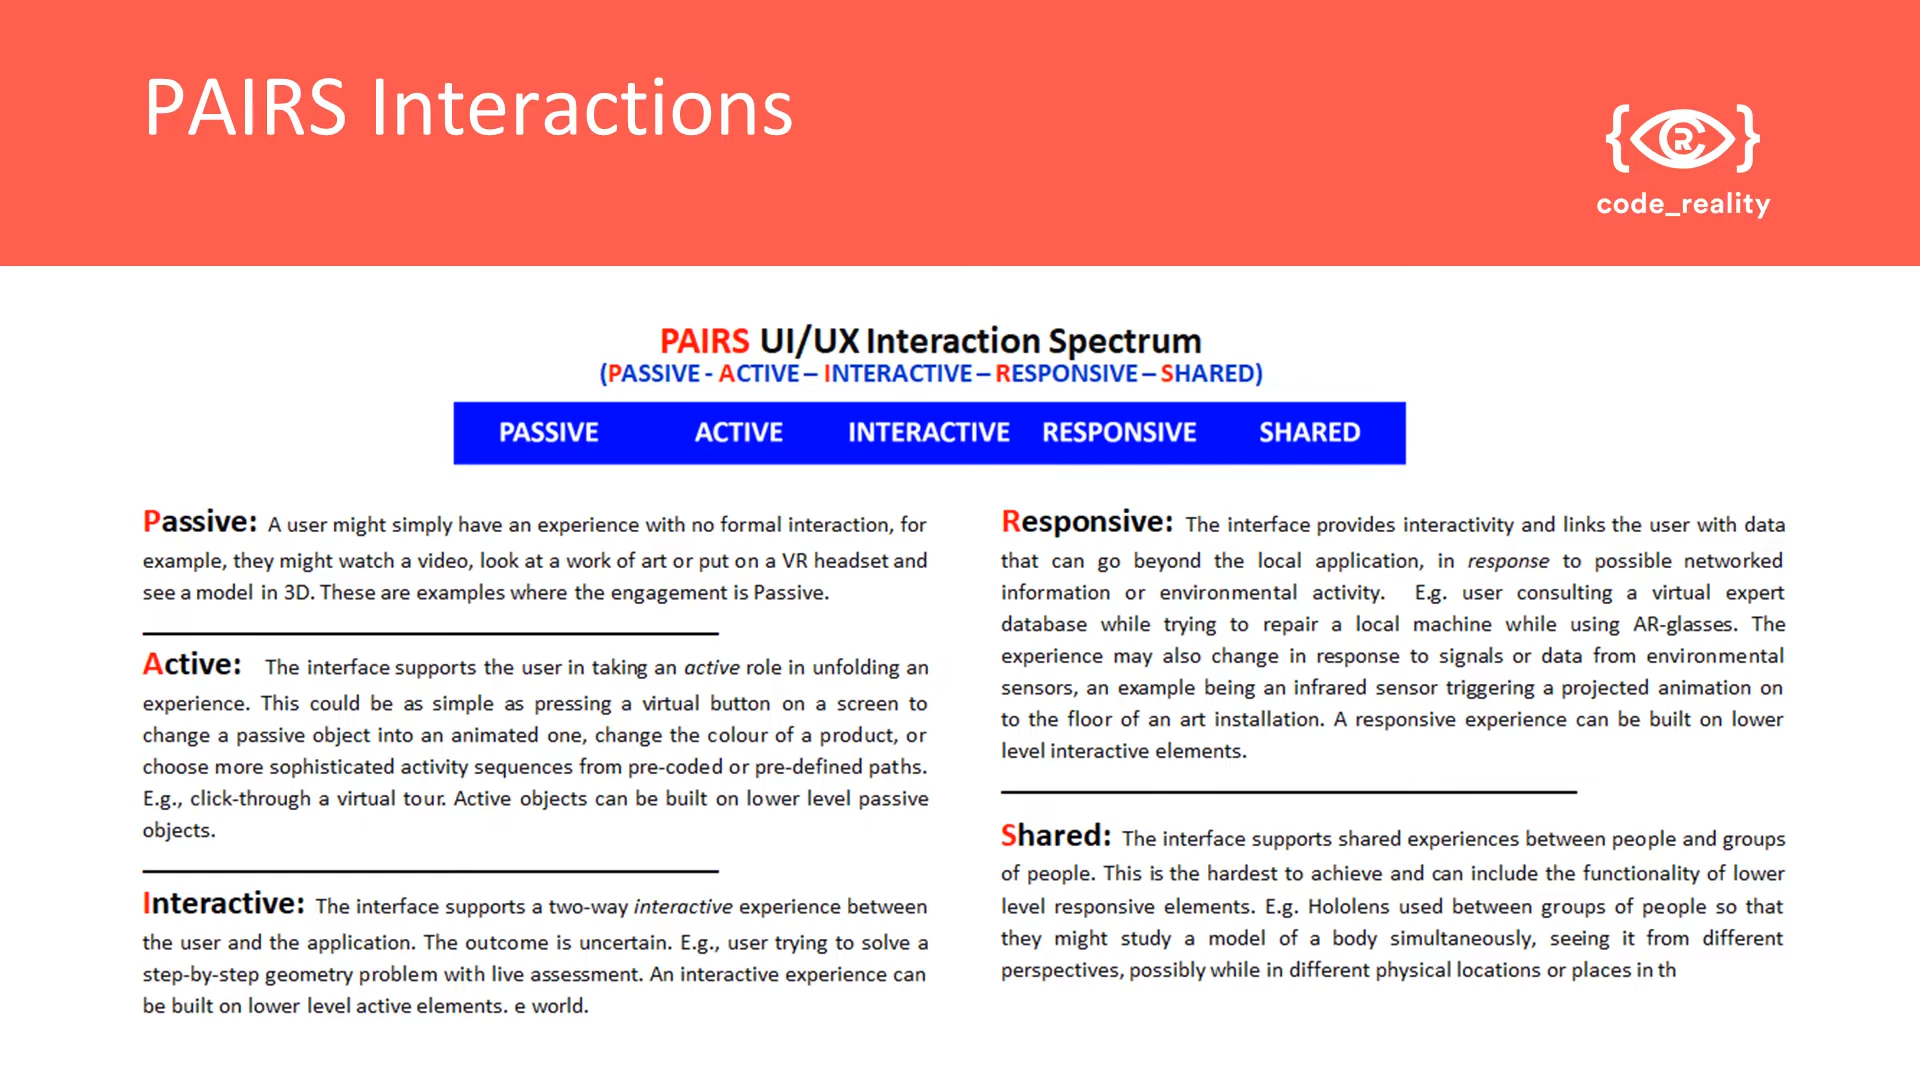 PAIRS Interactions
code_reality
PAIRS UI/UX Interaction Spectrum
(PASSIVE - ACTIVE – INTERACTIVE – RESPONSIVE – SHARED)
PASSIVE ACTIVE INTERACTIVE RESPONSIVE SHARED
Passive: A user might simply have an experience with no formal interaction, for
example, they might watch a video, look at a work of art or put on a VR headset and
see a model in 3D. These are examples where the engagement is Passive.
Active: The interface supports the user in taking an active role in unfolding an
experience. This could be as simple as pressing a virtual button on a screen to
change a passive object into an animated one, change the colour of a product, or
choose more sophisticated activity sequences from pre-coded or pre-defined paths.
E.g., click-through a virtual tour. Active objects can be built on lower level passive
objects.
Interactive: The interface supports a two-way interactive experience between
the user and the application. The outcome is uncertain. E.g., user trying to solve a
step-by-step geometry problem with live assessment. An interactive experience can
be built on lower level active elements. e world.
Responsive: The interface provides interactivity and links the user with data
that can go beyond the local application, in response to possible networked
information or environmental activity. E.g. user consulting a virtual expert
database while trying to repair a local machine while using AR-glasses. The
experience may also change in response to signals or data from environmental
sensors, an example being an infrared sensor triggering a projected animation on
to the floor of an art installation. A responsive experience can be built on lower
level interactive elements.
Shared: The interface supports shared experiences between people and groups
of people. This is the hardest to achieve and can include the functionality of lower
level responsive elements. E.g. Hololens used between groups of people so that
they might study a model of a body simultaneously, seeing it from different
perspectives, possibly while in different physical locations or places in th